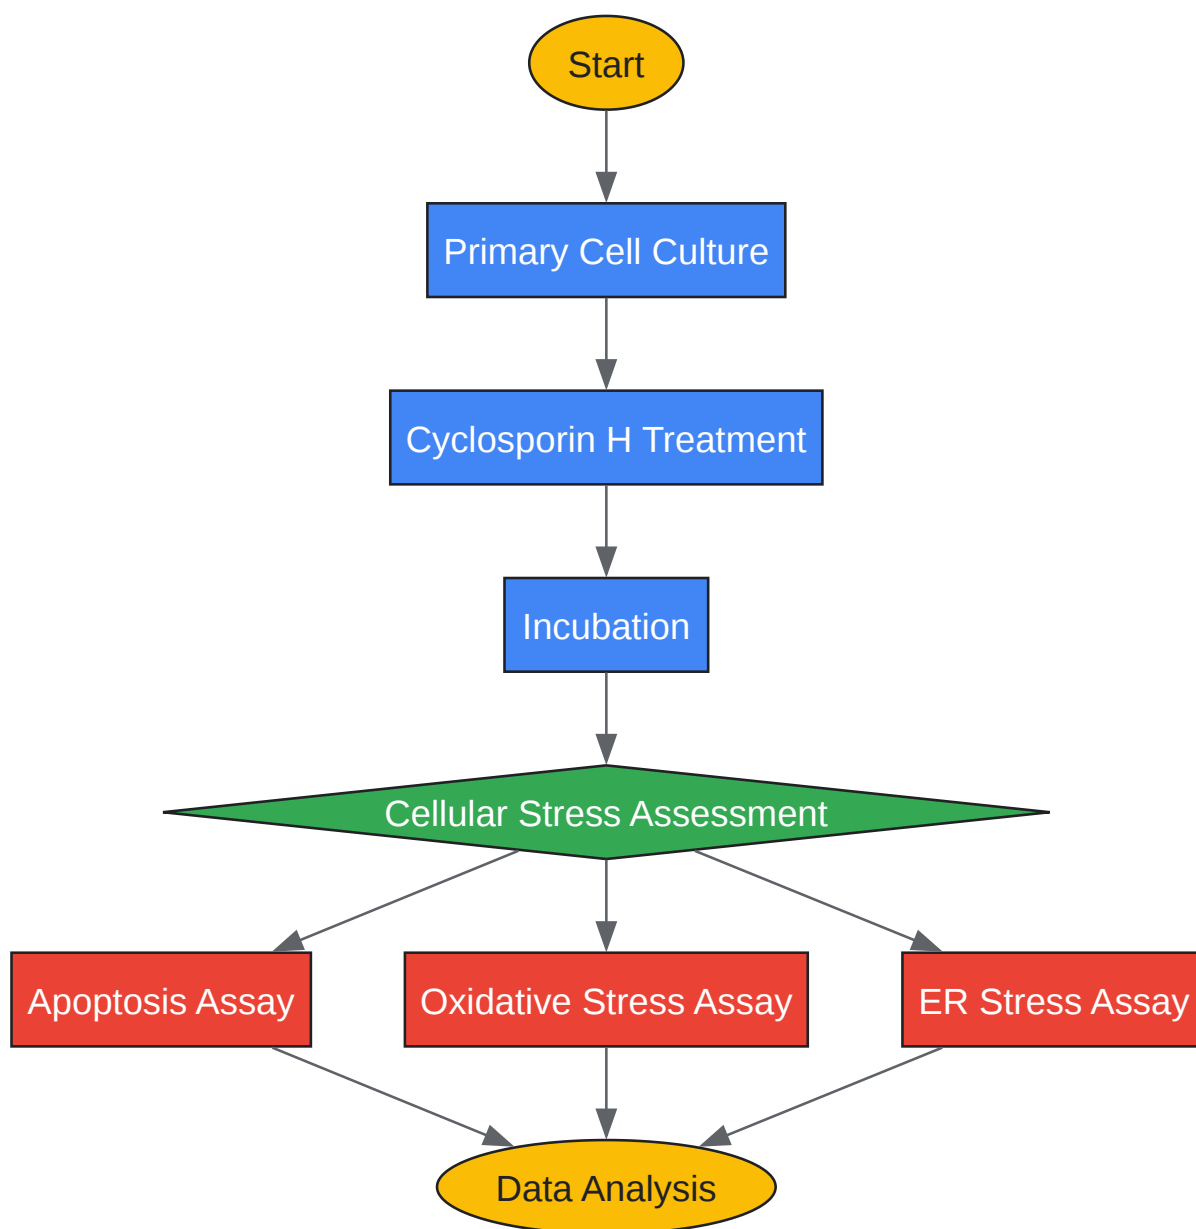 Start
Primary Cell Culture
Cyclosporin H Treatment
Incubation
Cellular Stress Assessment
Apoptosis Assay
Oxidative Stress Assay
ER Stress Assay
Data Analysis